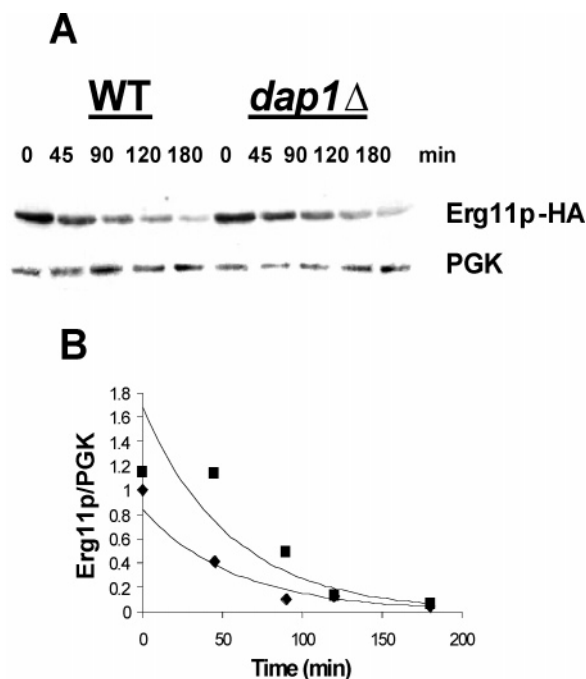 A
WT dap1Δ
0 45 90 120 180 0 45 90 120 180 min
Erg11p-HA
PGK
B
1.8
1.6
1.4
1.2
1
0.8
0.6
0.4
0.2
0
0 50 100 150 200
Erg11p/PGK
Time (min)